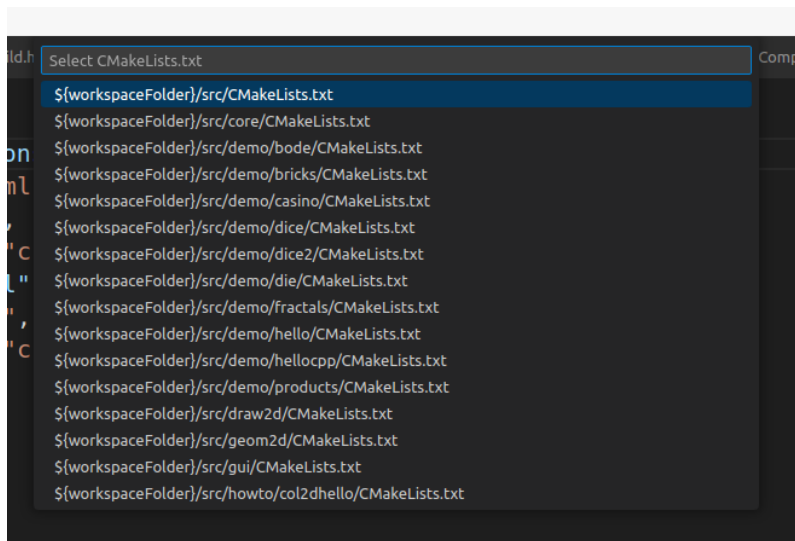 ild.h Select CMakeLists.txt Comp
${workspaceFolder}/src/CMakeLists.txt
${workspaceFolder}/src/core/CMakeLists.txt
on ${workspaceFolder}/src/demo/bode/CMakeLists.txt
ml ${workspaceFolder}/src/demo/bricks/CMakeLists.txt
${workspaceFolder}/src/demo/casino/CMakeLists.txt
, ${workspaceFolder}/src/demo/dice/CMakeLists.txt
"c ${workspaceFolder}/src/demo/dice2/CMakeLists.txt
l" ${workspaceFolder}/src/demo/die/CMakeLists.txt
${workspaceFolder}/src/demo/fractals/CMakeLists.txt
", ${workspaceFolder}/src/demo/hello/CMakeLists.txt
"c ${workspaceFolder}/src/demo/hellocpp/CMakeLists.txt
${workspaceFolder}/src/demo/products/CMakeLists.txt
${workspaceFolder}/src/draw2d/CMakeLists.txt
${workspaceFolder}/src/geom2d/CMakeLists.txt
${workspaceFolder}/src/gui/CMakeLists.txt
${workspaceFolder}/src/howto/col2dhello/CMakeLists.txt